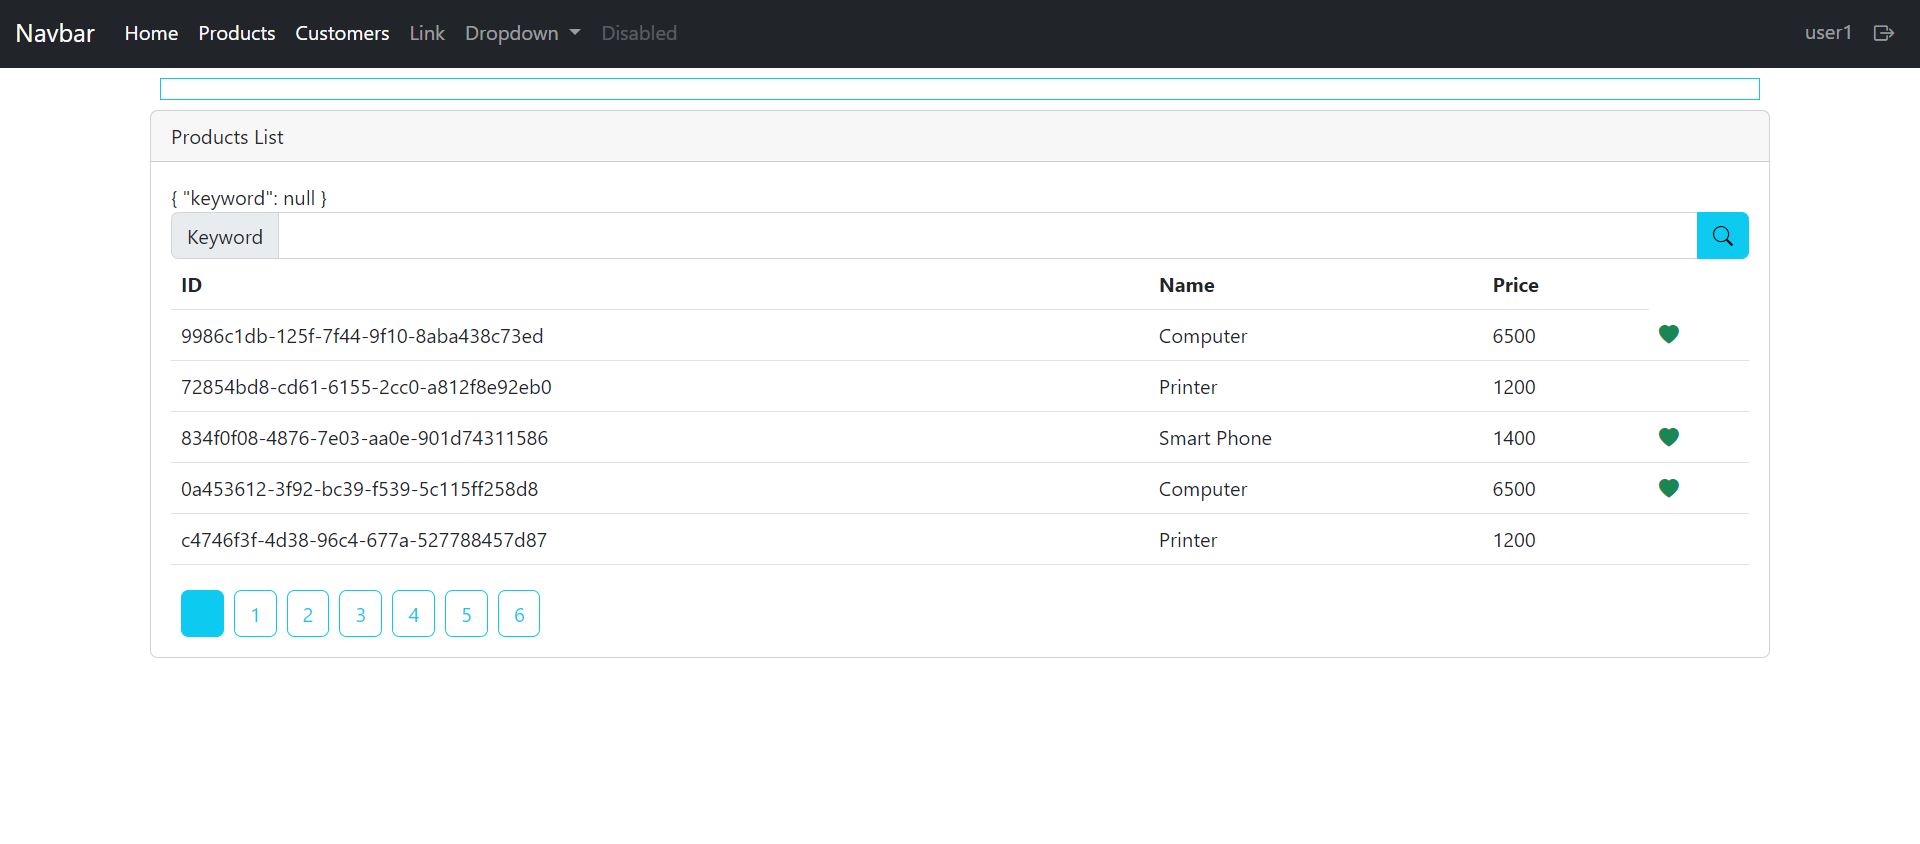 Navbar Home Products Customers Link Dropdown Disabled user1
Products List
{ "keyword": null }
Keyword
ID Name Price
9986c1db-125f-7f44-9f10-8aba438c73ed Computer 6500
72854bd8-cd61-6155-2cc0-a812f8e92eb0 Printer 1200
834f0f08-4876-7e03-aa0e-901d74311586 Smart Phone 1400
0a453612-3f92-bc39-f539-5c115ff258d8 Computer 6500
c4746f3f-4d38-96c4-677a-527788457d87 Printer 1200
1 2 3 4 5 6